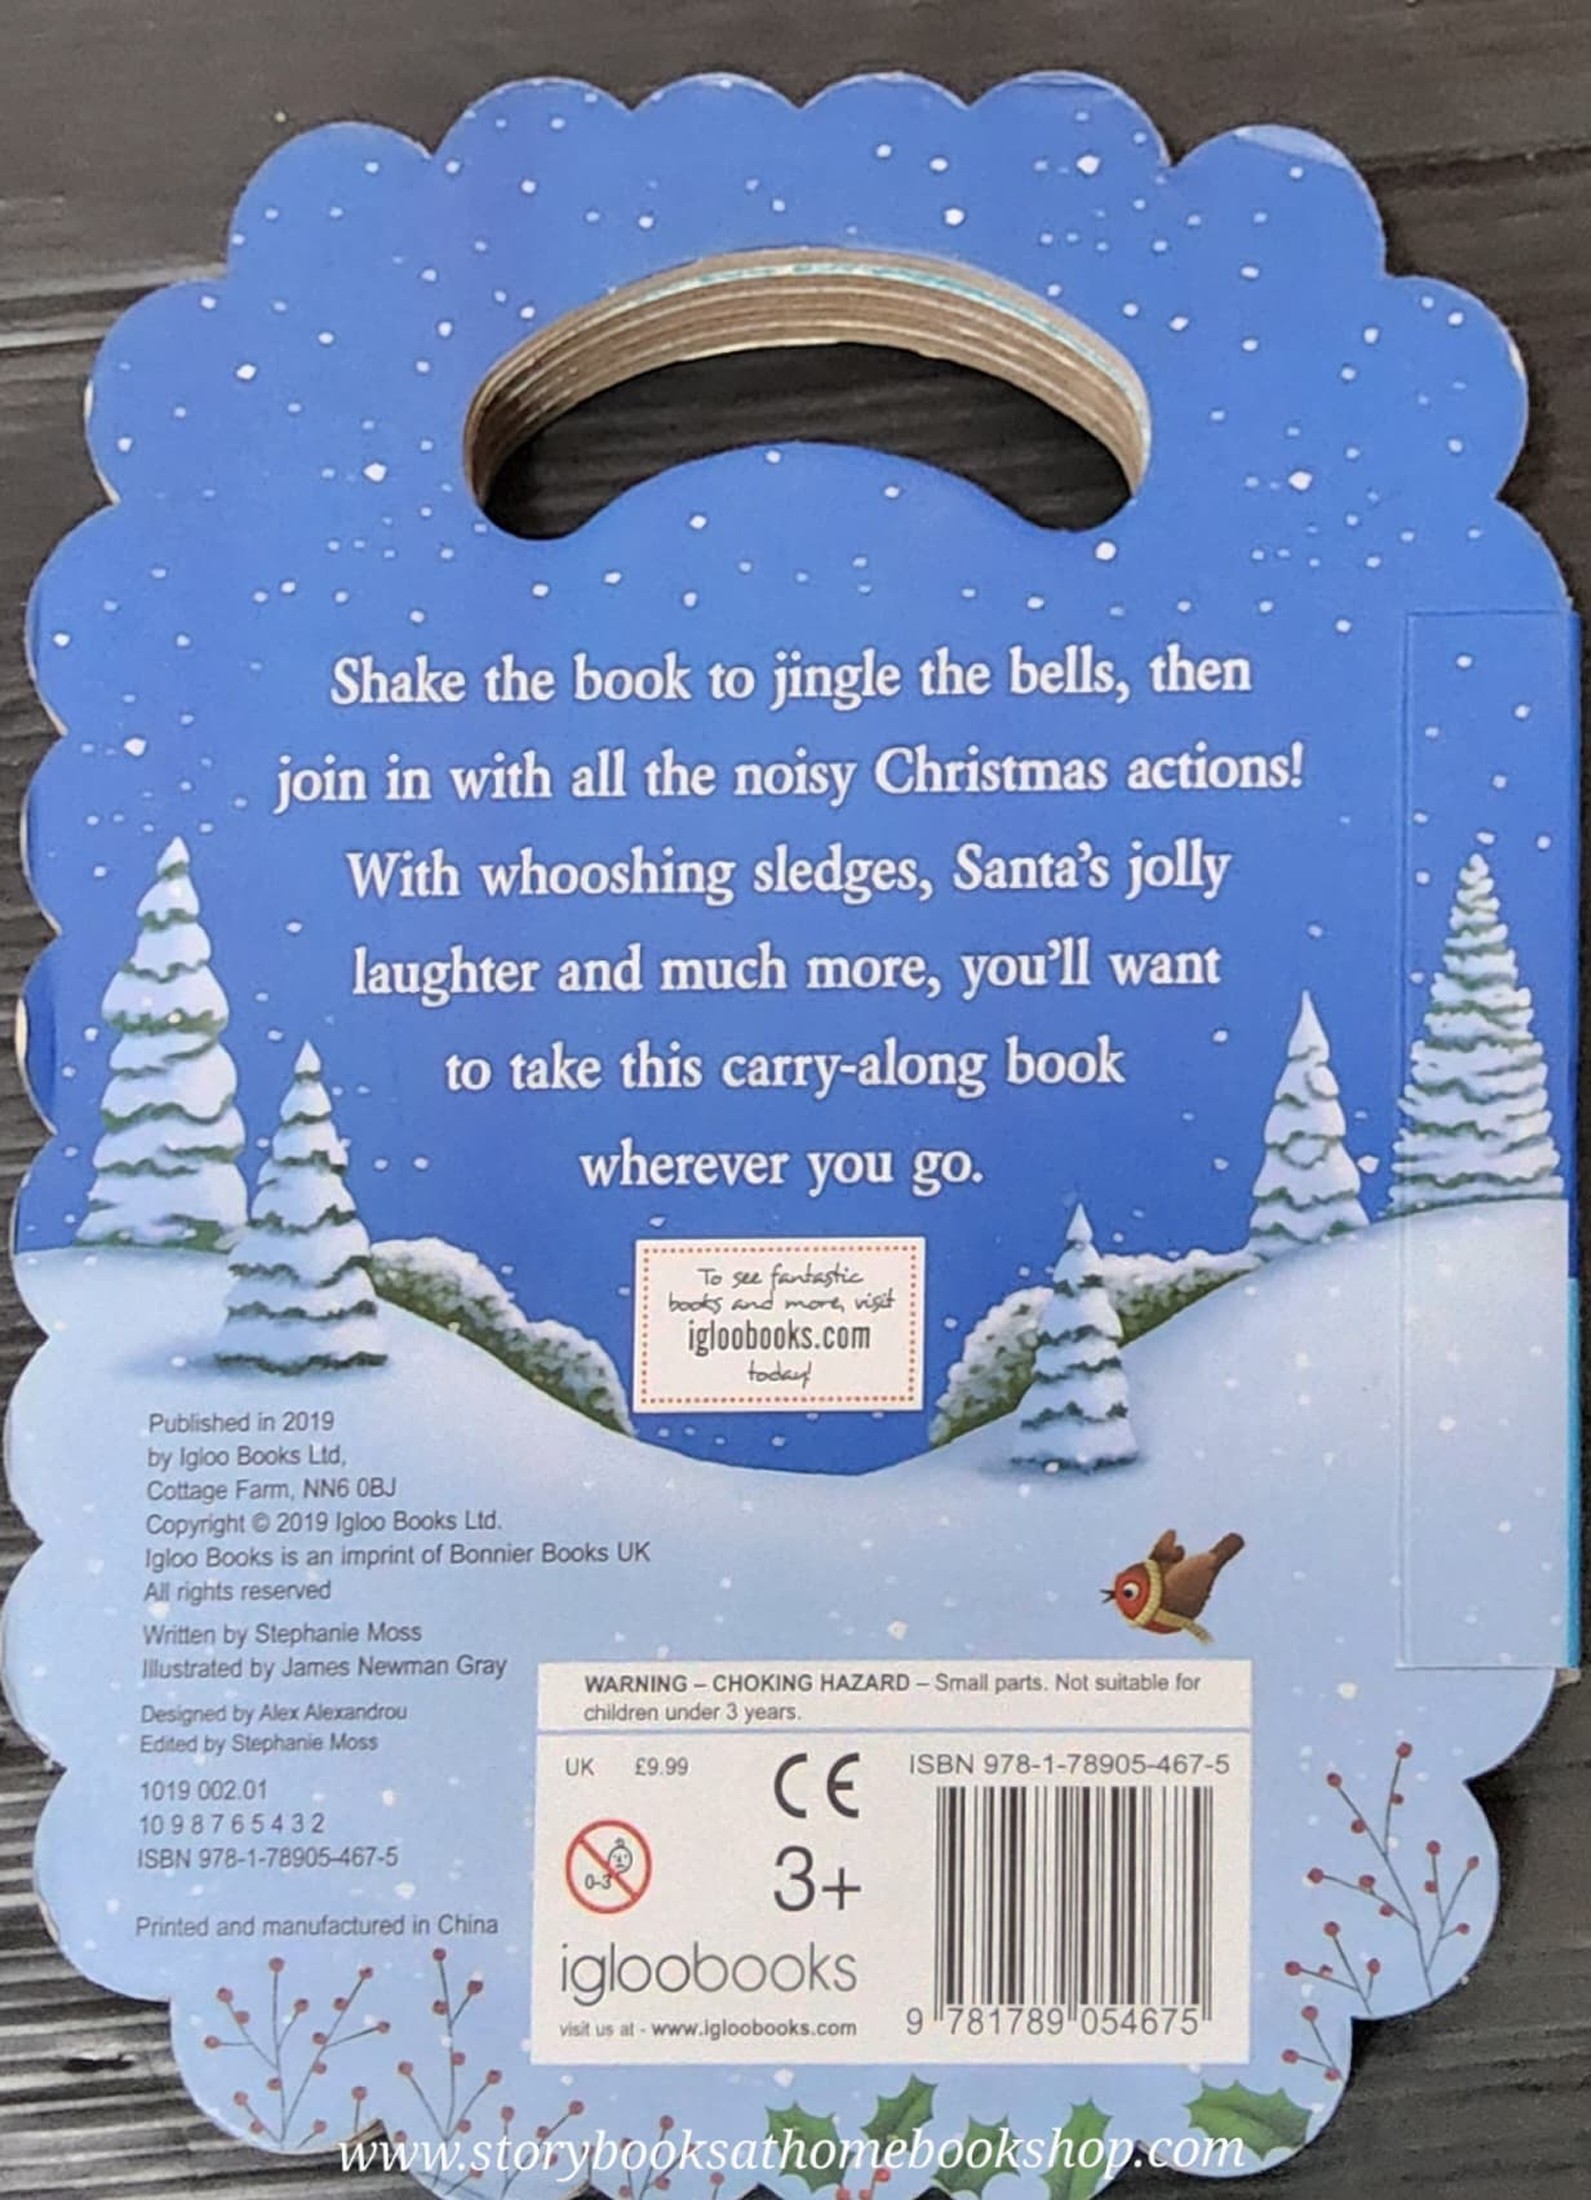 Shake the book to jingle the bells, then
join in with all the noisy Christmas actions!
With whooshing sledges, Santa's jolly
laughter and much more, you'll want
to take this carry-along book
wherever you go.
To see fantastic
books and more, visit
igloobooks.com
today!
Published in 2019
by Igloo Books Ltd,
Cottage Farm, NN6 0BJ
Copyright © 2019 Igloo Books Ltd.
Igloo Books is an imprint of Bonnier Books UK
All rights reserved
Written by Stephanie Moss
Illustrated by James Newman Gray
Designed by Alex Alexandrou
Edited by Stephanie Moss
1019 002.01
10 9 8 7 6 5 4 3 2
ISBN 978-1-78905-467-5
Printed and manufactured in China
WARNING – CHOKING HAZARD – Small parts. Not suitable for
children under 3 years.
UK £9.99
CE
ISBN 978-1-78905-467-5
0-3
3+
igloobooks
visit us at - www.igloobooks.com
9 781789 054675
www.storybooksathomebookshop.com